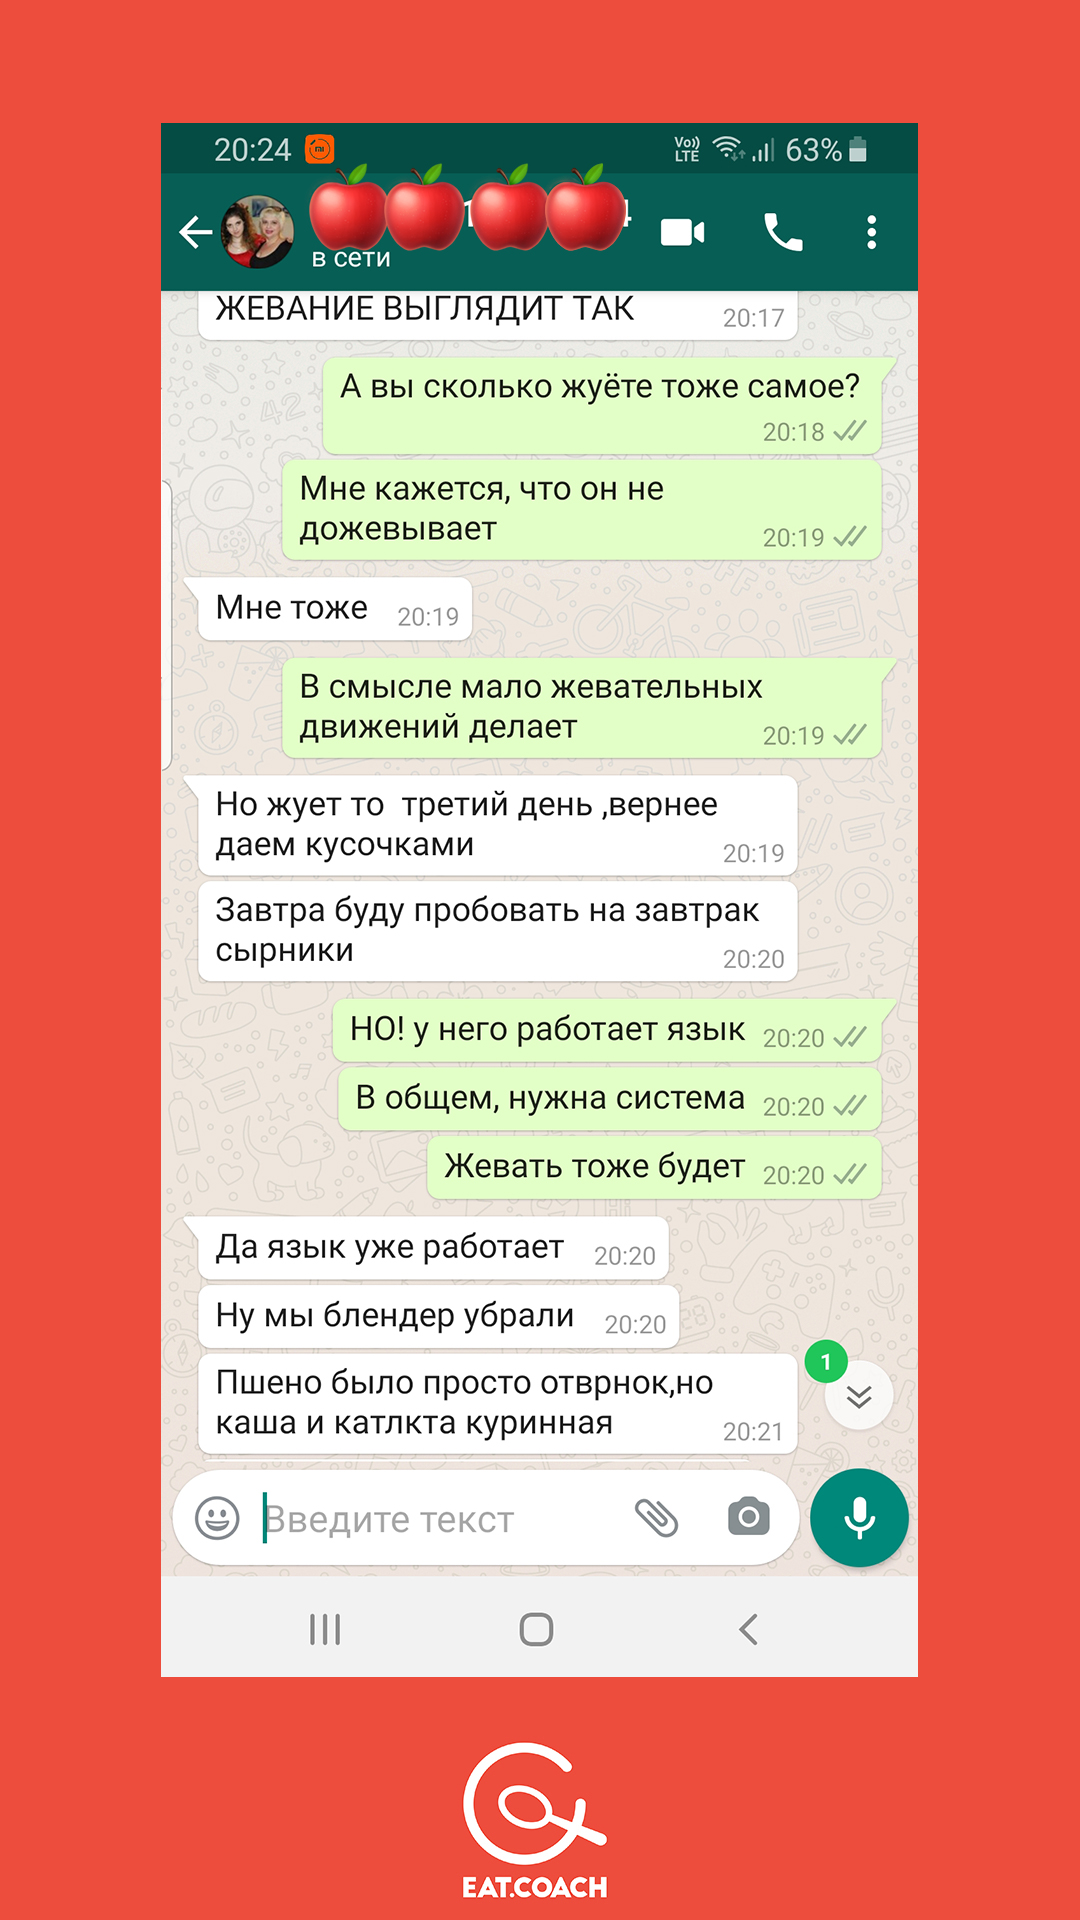 20:24
Vo)) LTE 63%
в сети
ЖЕВАНИЕ ВЫГЛЯДИТ ТАК
20:17
А вы сколько жуёте тоже самое?
20:18
Мне кажется, что он не
дожевывает
20:19
Мне тоже 20:19
В смысле мало жевательных
движений делает
20:19
Но жует то  третий день ,вернее
даем кусочками
20:19
Завтра буду пробовать на завтрак
сырники
20:20
НО! у него работает язык 20:20
В общем, нужна система 20:20
Жевать тоже будет 20:20
Да язык уже работает 20:20
Ну мы блендер убрали 20:20
1
Пшено было просто отврнок,но
каша и катлкта куринная
20:21
Введите текст
EAT.COACH